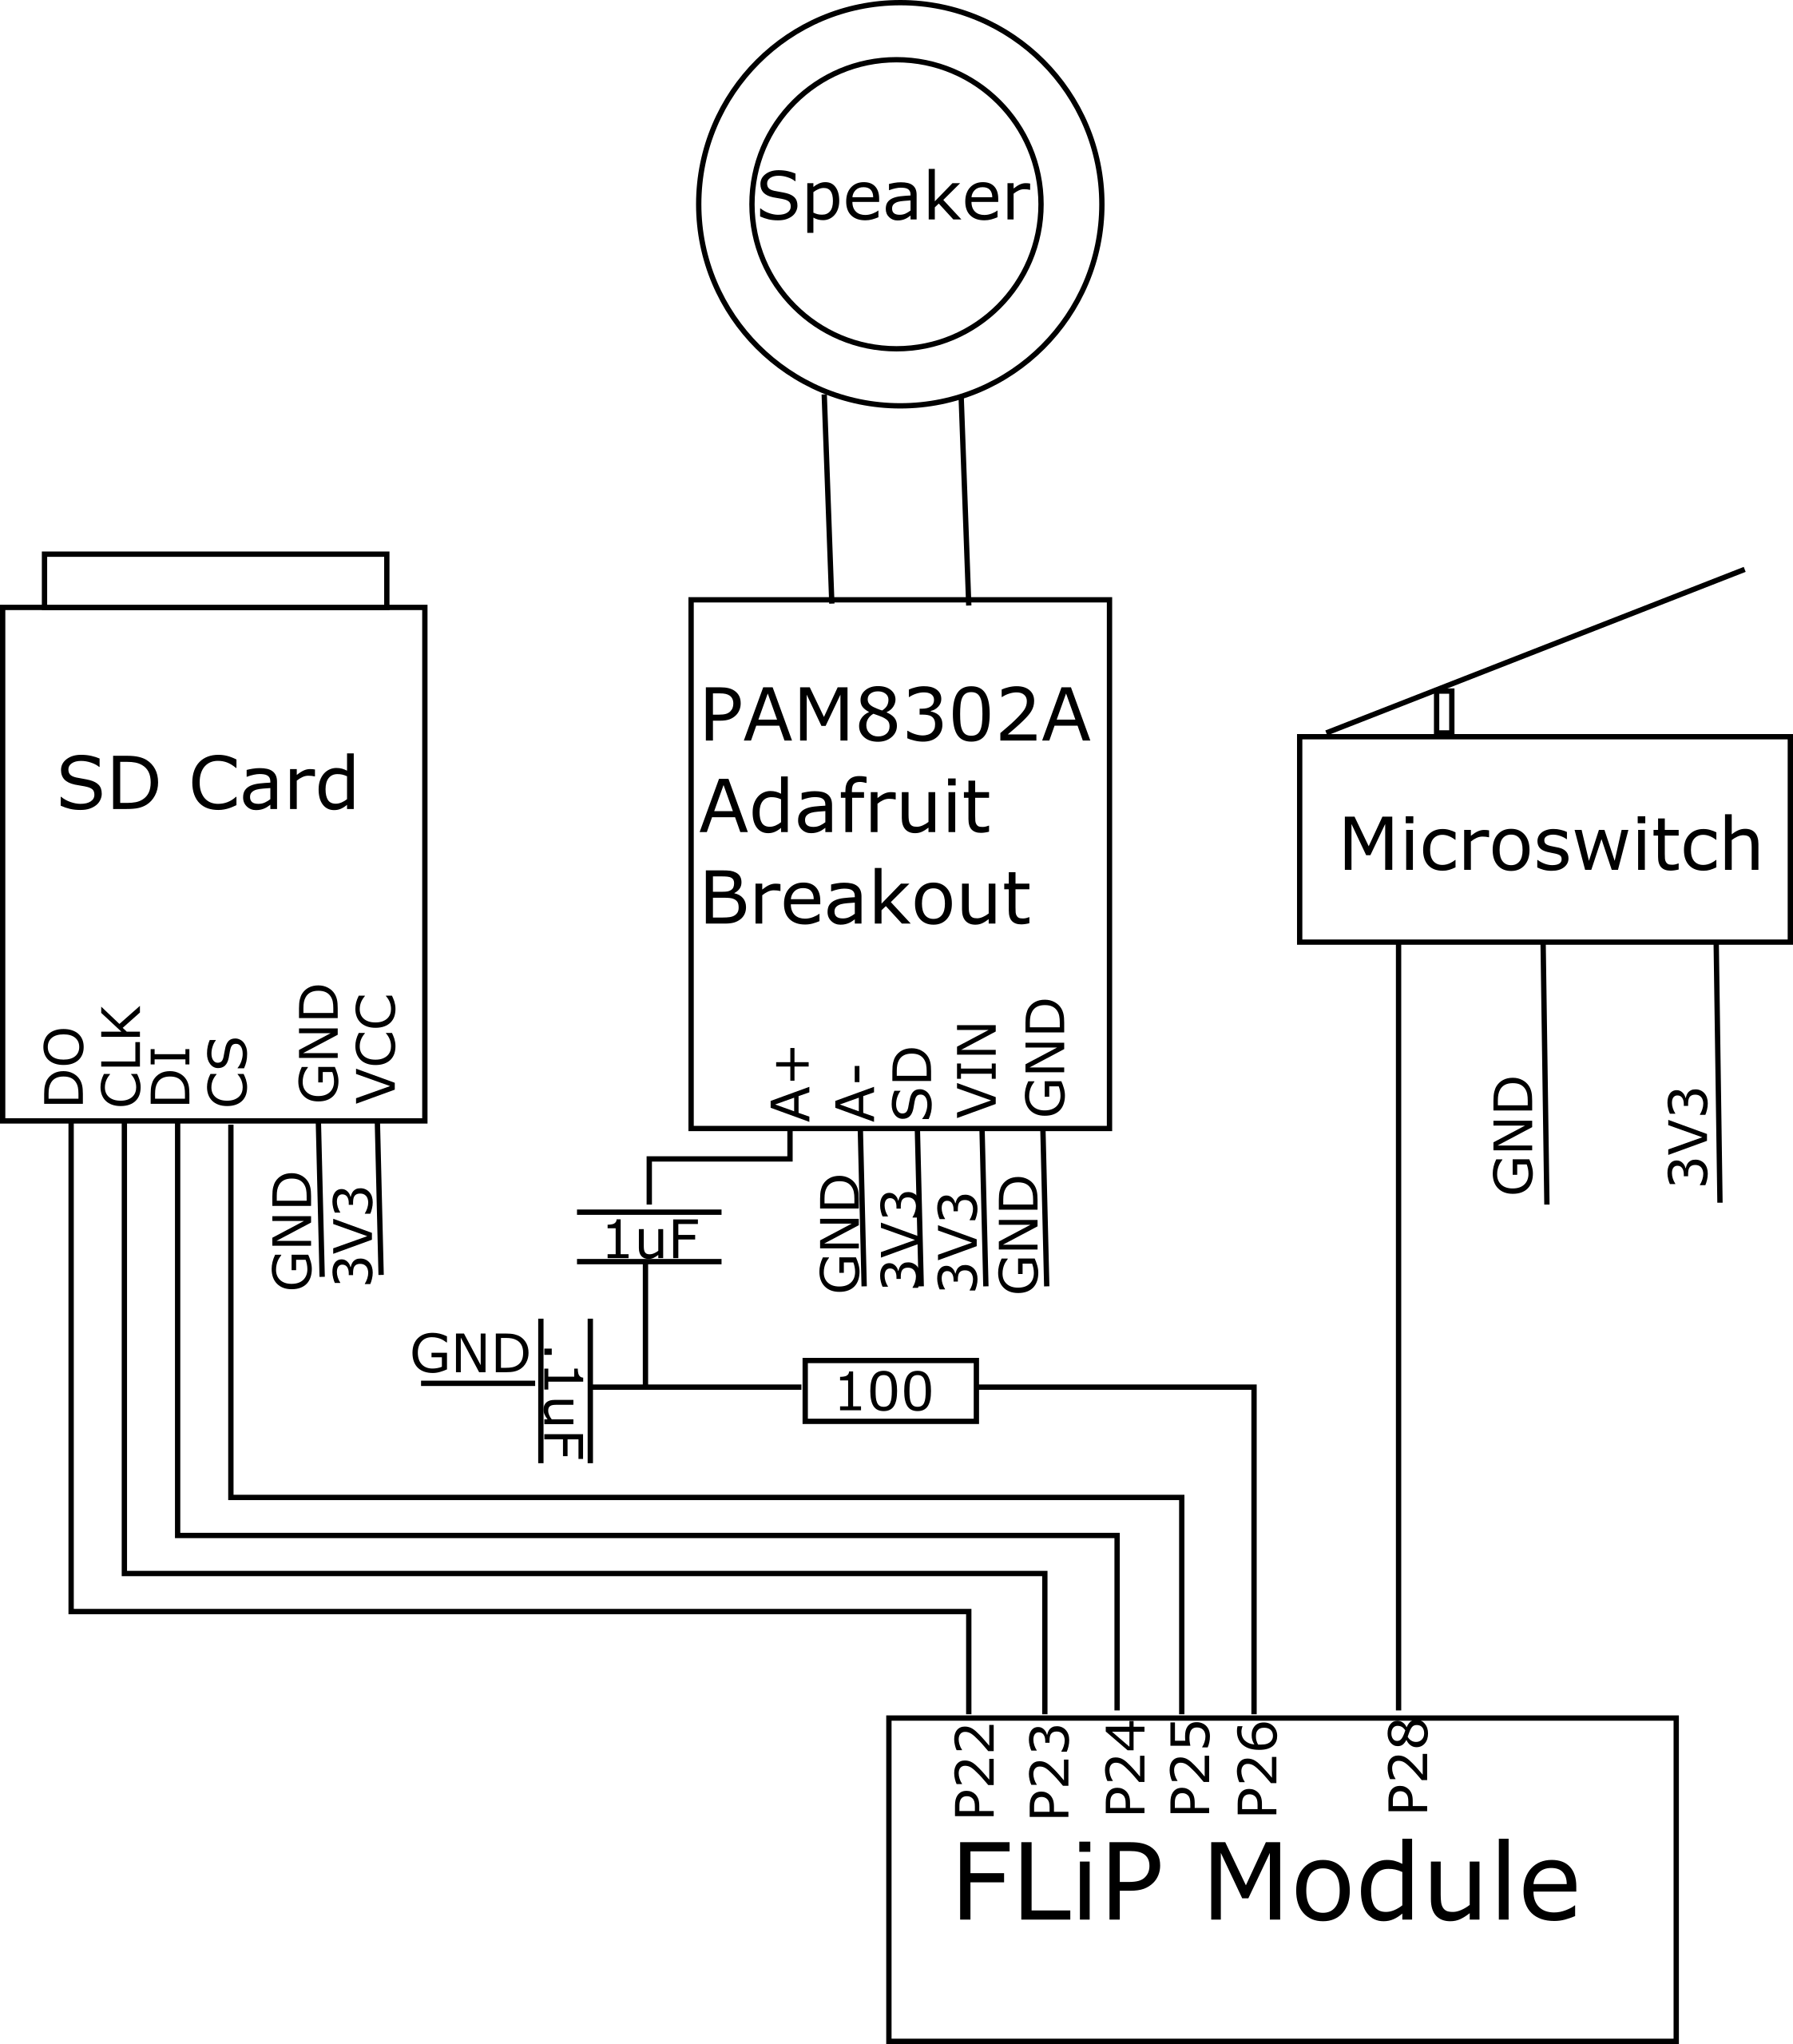 Speaker
SD Card
DO
CLK
DI
CS
GND
VCC
GND
3V3
PAM8302A
Adafruit
Breakout
A+
A-
SD
VIN
GND
GND
3V3
3V3
GND
Microswitch
GND
3V3
1uF
GND
.1uF
100
P22
P23
P24
P25
P26
P28
FLiP Module